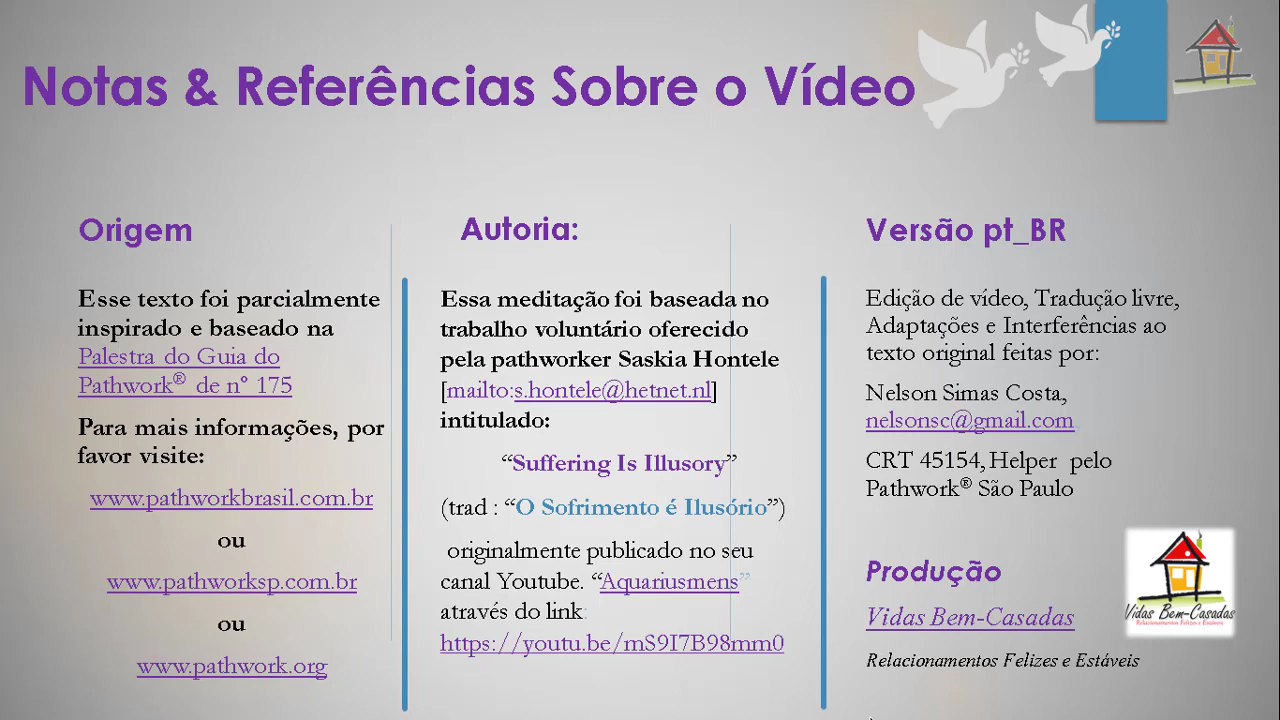 Notas & Referências Sobre o Vídeo
Origem
Esse texto foi parcialmente
inspirado e baseado na
Palestra do Guia do
Pathwork® de n° 175
Para mais informações, por
favor visite:
www.pathworkbrasil.com.br
ou
www.pathworksp.com.br
ou
www.pathwork.org
Autoria:
Essa meditação foi baseada no
trabalho voluntário oferecido
pela pathworker Saskia Hontele
[mailto:s.hontele@hetnet.nl]
intitulado:
“Suffering Is Illusory”
(trad : “O Sofrimento é Ilusório”)
originalmente publicado no seu
canal Youtube. “Aquariusmens”
através do link:
https://youtu.be/mS9I7B98mm0
Versão pt_BR
Edição de vídeo, Tradução livre,
Adaptações e Interferências ao
texto original feitas por:
Nelson Simas Costa,
nelsonsc@gmail.com,
CRT 45154, Helper pelo
Pathwork® São Paulo
Produção
Vidas Bem-Casadas
Relacionamentos Felizes e Estáveis
Vidas Bem-Casadas
Relacionamentos Felizes e Estáveis